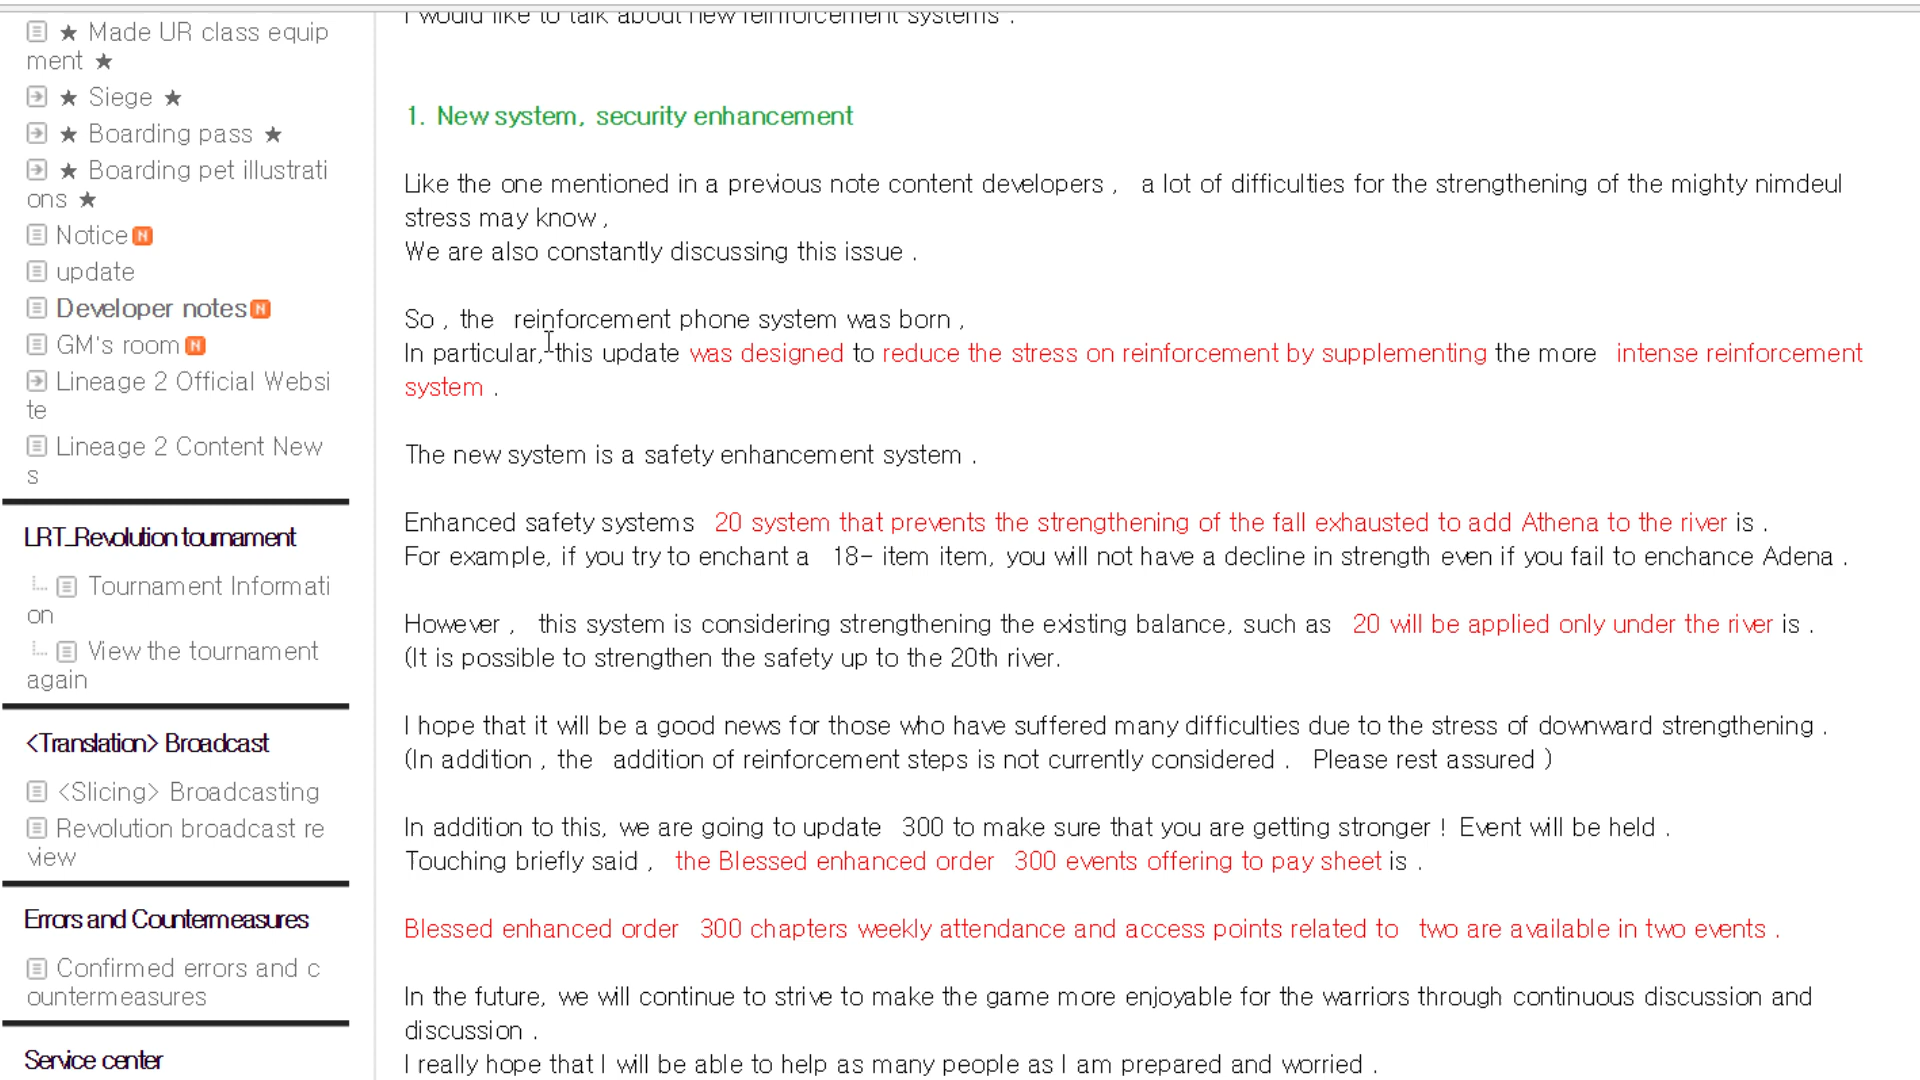 ★ Made UR class equip
ment ★
★ Siege ★
★ Boarding pass ★
★ Boarding pet illustrati
ons ★
Notice N
update
Developer notes N
GM's room N
Lineage 2 Official Websi
te
Lineage 2 Content New
s
LRT_Revolution tournament
Tournament Informati
on
View the tournament
again
<Translation> Broadcast
<Slicing> Broadcasting
Revolution broadcast re
view
Errors and Countermeasures
Confirmed errors and c
ountermeasures
Service center
I would like to talk about new reinforcement systems .
1. New system, security enhancement
Like the one mentioned in a previous note content developers , a lot of difficulties for the strengthening of the mighty nimdeul
stress may know ,
We are also constantly discussing this issue .
So , the reinforcement phone system was born ,
In particular, this update was designed to reduce the stress on reinforcement by supplementing the more intense reinforcement
system .
The new system is a safety enhancement system .
Enhanced safety systems 20 system that prevents the strengthening of the fall exhausted to add Athena to the river is .
For example, if you try to enchant a 18- item item, you will not have a decline in strength even if you fail to enchance Adena .
However , this system is considering strengthening the existing balance, such as 20 will be applied only under the river is .
(It is possible to strengthen the safety up to the 20th river.
I hope that it will be a good news for those who have suffered many difficulties due to the stress of downward strengthening .
(In addition , the addition of reinforcement steps is not currently considered . Please rest assured )
In addition to this, we are going to update 300 to make sure that you are getting stronger ! Event will be held .
Touching briefly said , the Blessed enhanced order 300 events offering to pay sheet is .
Blessed enhanced order 300 chapters weekly attendance and access points related to two are available in two events .
In the future, we will continue to strive to make the game more enjoyable for the warriors through continuous discussion and
discussion .
I really hope that I will be able to help as many people as I am prepared and worried .